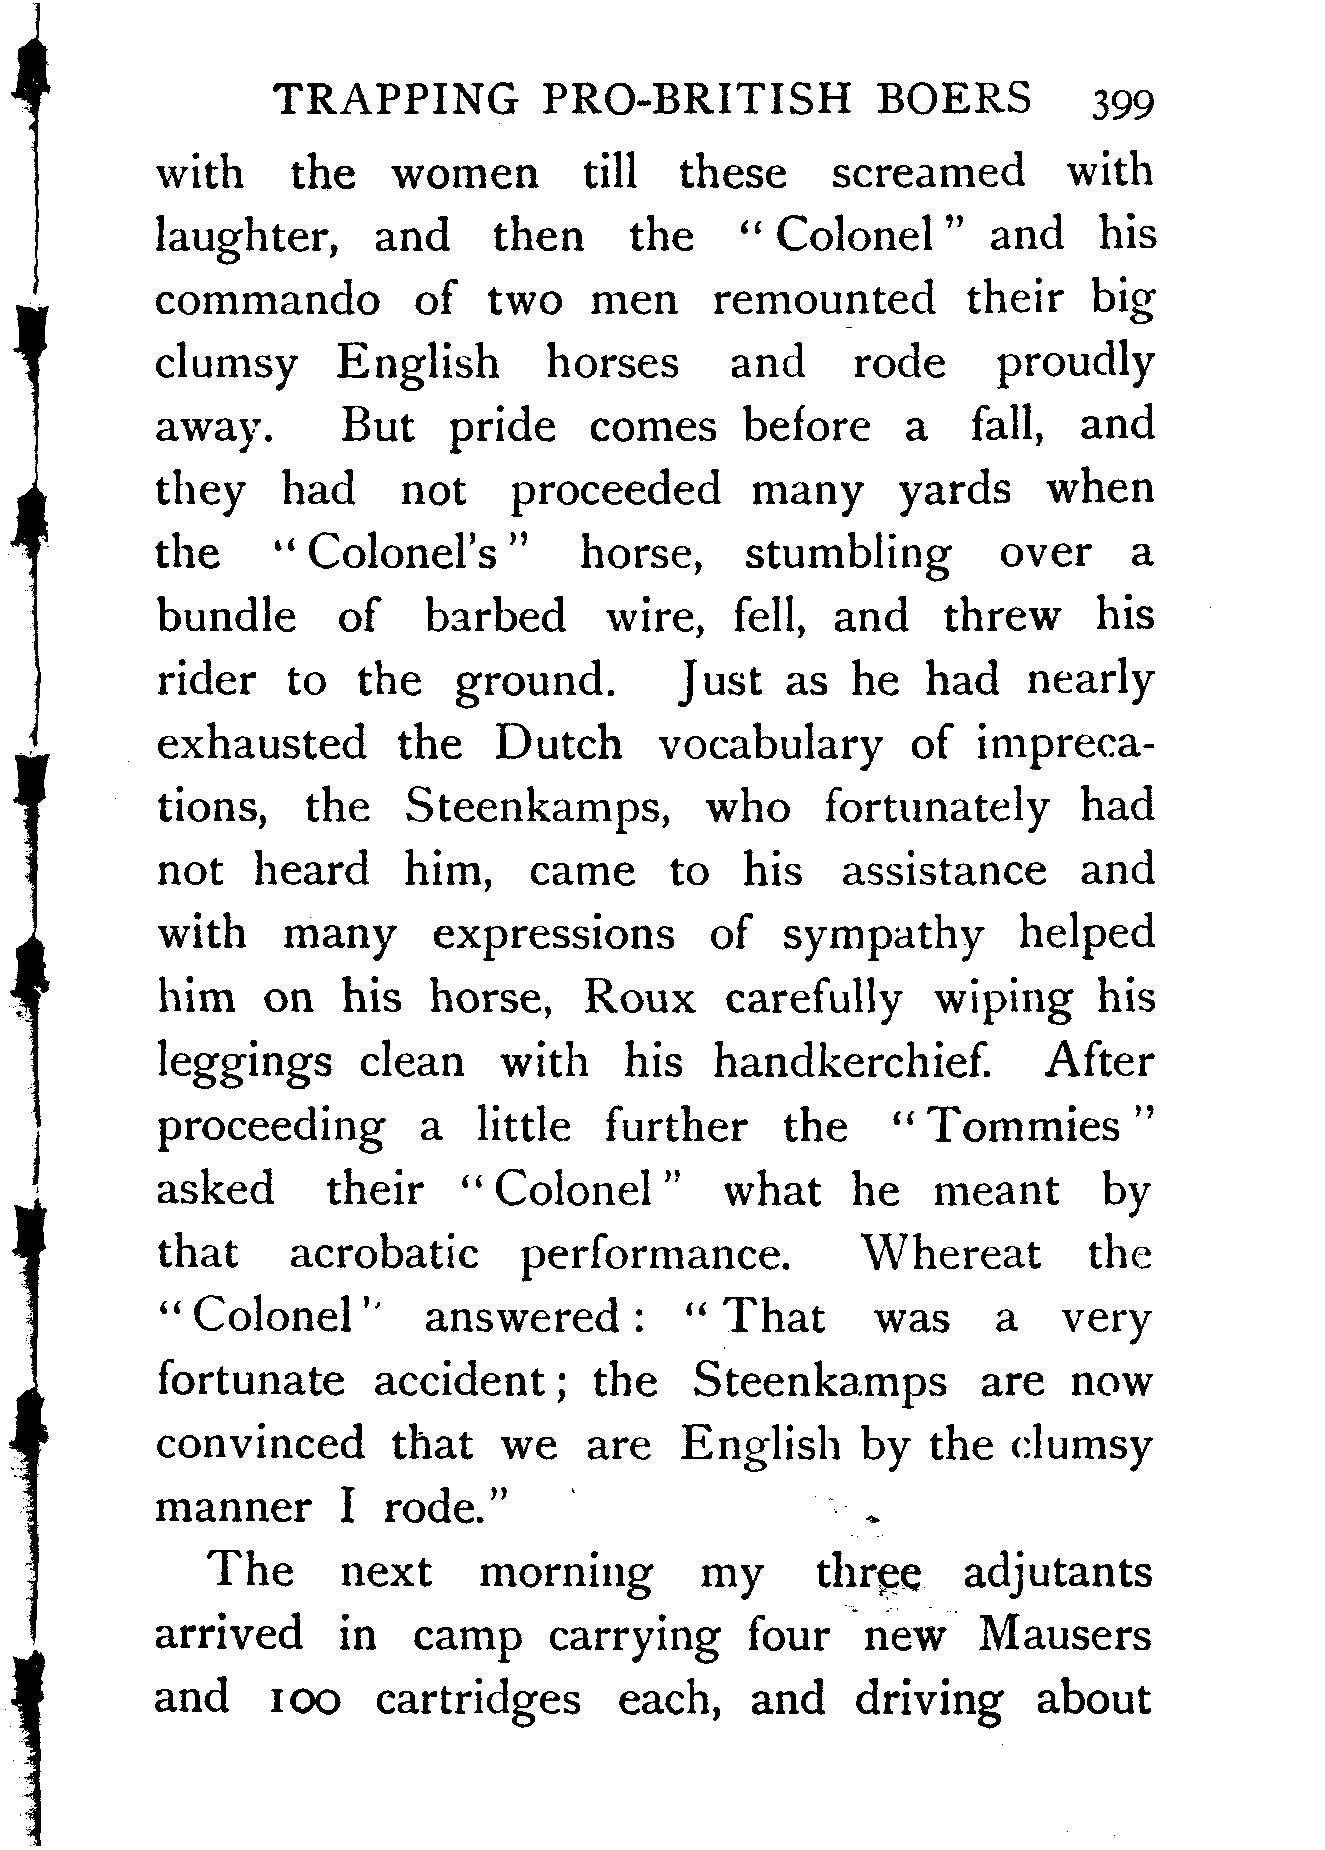 TRAPPING PRO-BRITISH BOERS 399
with the women till these screamed with
laughter, and then the “Colonel” and his
commando of two men remounted their big
clumsy English horses and rode proudly
away. But pride comes before a fall, and
they had not proceeded many yards when
the “Colonel's” horse, stumbling over a
bundle of barbed wire, fell, and threw his
rider to the ground. Just as he had nearly
exhausted the Dutch vocabulary of impreca-
tions, the Steenkamps, who fortunately had
not heard him, came to his assistance and
with many expressions of sympathy helped
him on his horse, Roux carefully wiping his
leggings clean with his handkerchief. After
proceeding a little further the “Tommies”
asked their “Colonel” what he meant by
that acrobatic performance. Whereat the
“Colonel” answered: “That was a very
fortunate accident; the Steenkamps are now
convinced that we are English by the clumsy
manner I rode.”
The next morning my three adjutants
arrived in camp carrying four new Mausers
and 100 cartridges each, and driving about